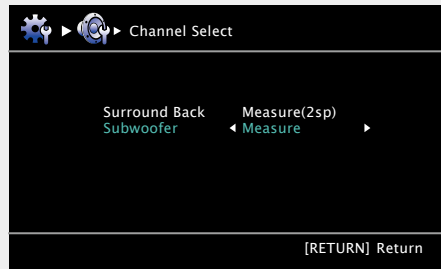 Channel Select
Surround Back Measure(2sp)
Subwoofer Measure
[RETURN] Return